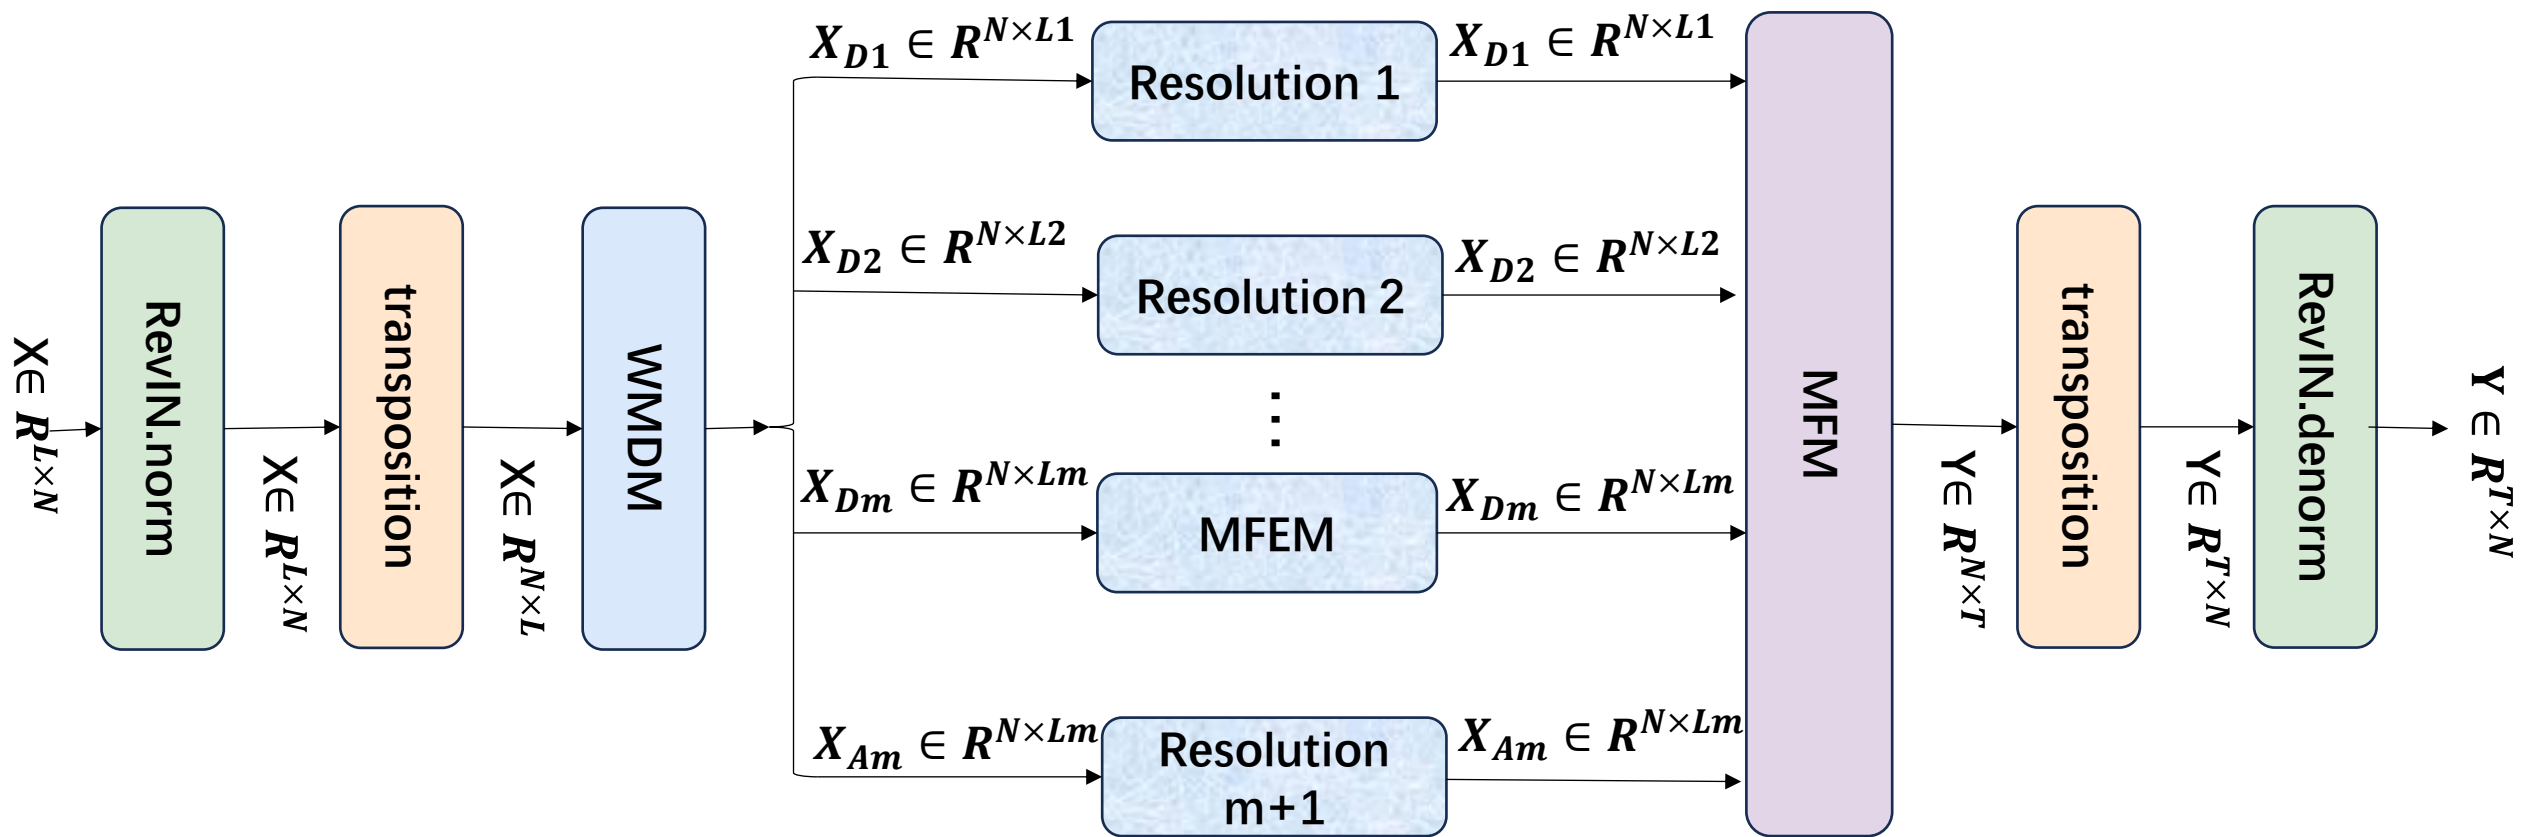 X∈ R^{L×N}
RevIN.norm
X∈ R^{L×N}
transposition
X∈ R^{N×L}
WMDM
X_{D1} ∈ R^{N×L1}
Resolution 1
X_{D1} ∈ R^{N×L1}
X_{D2} ∈ R^{N×L2}
Resolution 2
X_{D2} ∈ R^{N×L2}
⋮
X_{Dm} ∈ R^{N×Lm}
MFEM
X_{Dm} ∈ R^{N×Lm}
X_{Am} ∈ R^{N×Lm}
Resolution
m+1
X_{Am} ∈ R^{N×Lm}
MFM
Y∈ R^{N×T}
transposition
Y∈ R^{T×N}
RevIN.denorm
Y ∈ R^{T×N}